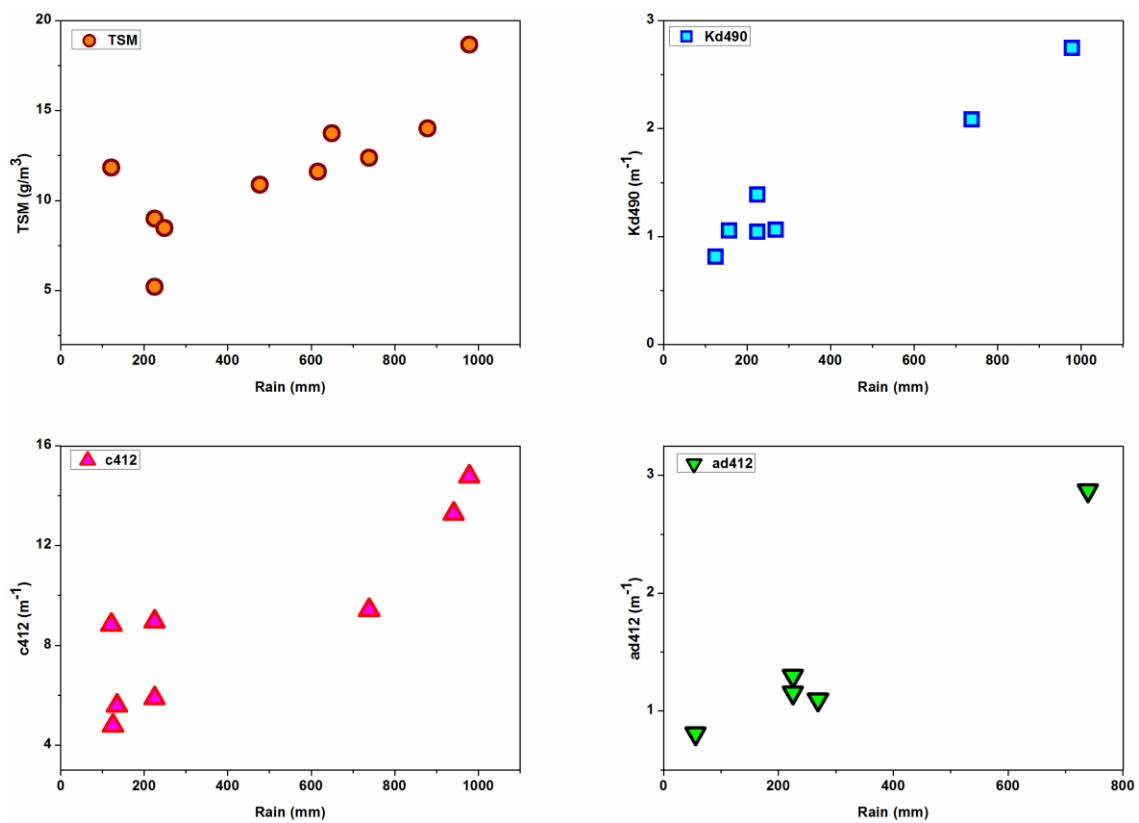 TSM
20
15
10
5
TSM (g/m³)
0 200 400 600 800 1000
Rain (mm)
Kd490
3
2
1
0
Kd490 (m⁻¹)
0 200 400 600 800 1000
Rain (mm)
c412
16
12
8
4
c412 (m⁻¹)
0 200 400 600 800 1000
Rain (mm)
ad412
3
2
1
ad412 (m⁻¹)
0 200 400 600 800
Rain (mm)